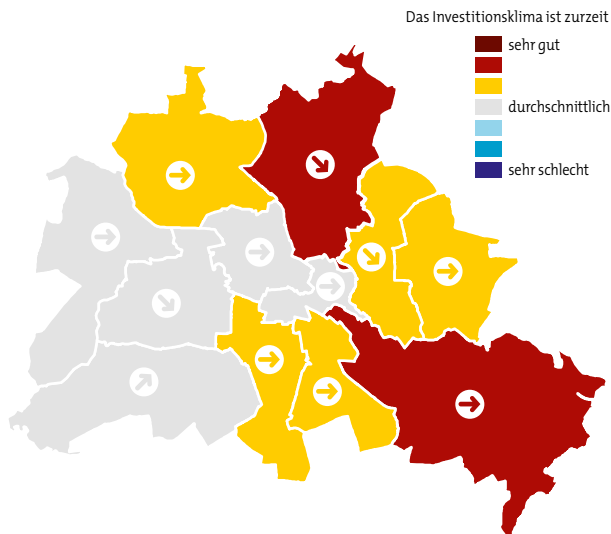 Das Investitionsklima ist zurzeit
sehr gut
durchschnittlich
sehr schlecht